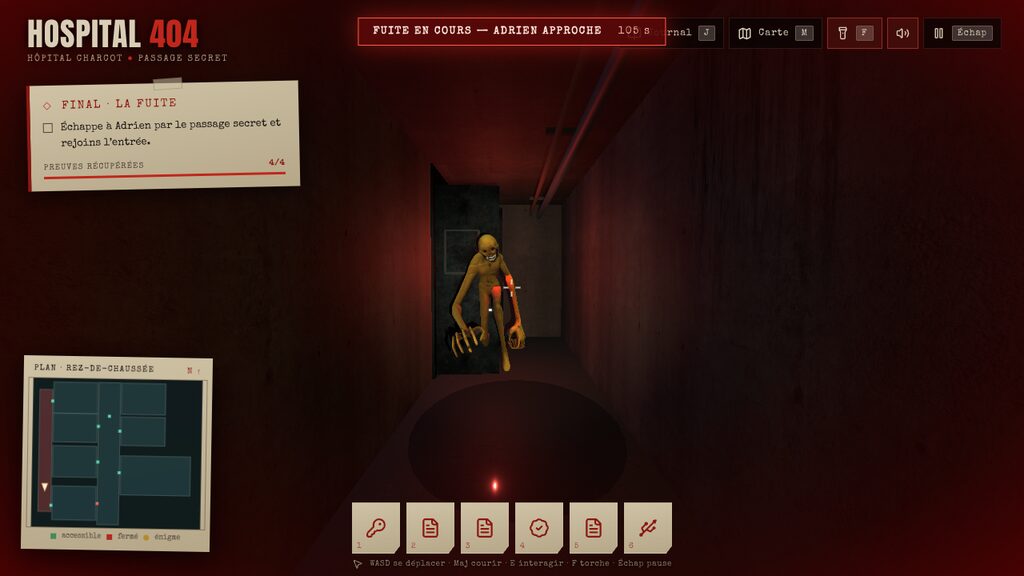 HOSPITAL 404
HÔPITAL CHARCOT • PASSAGE SECRET
FUITE EN COURS — ADRIEN APPROCHE 105 s
rnal J
Carte M
F
Échap
FINAL · LA FUITE
Échappe à Adrien par le passage secret et
rejoins l'entrée.
PREUVES RÉCUPÉRÉES 4/4
PLAN · REZ-DE-CHAUSSÉE N ↑
accessible fermé énigme
1 2 3 4 5 6
WASD se déplacer · Maj courir · E interagir · F torche · Échap pause